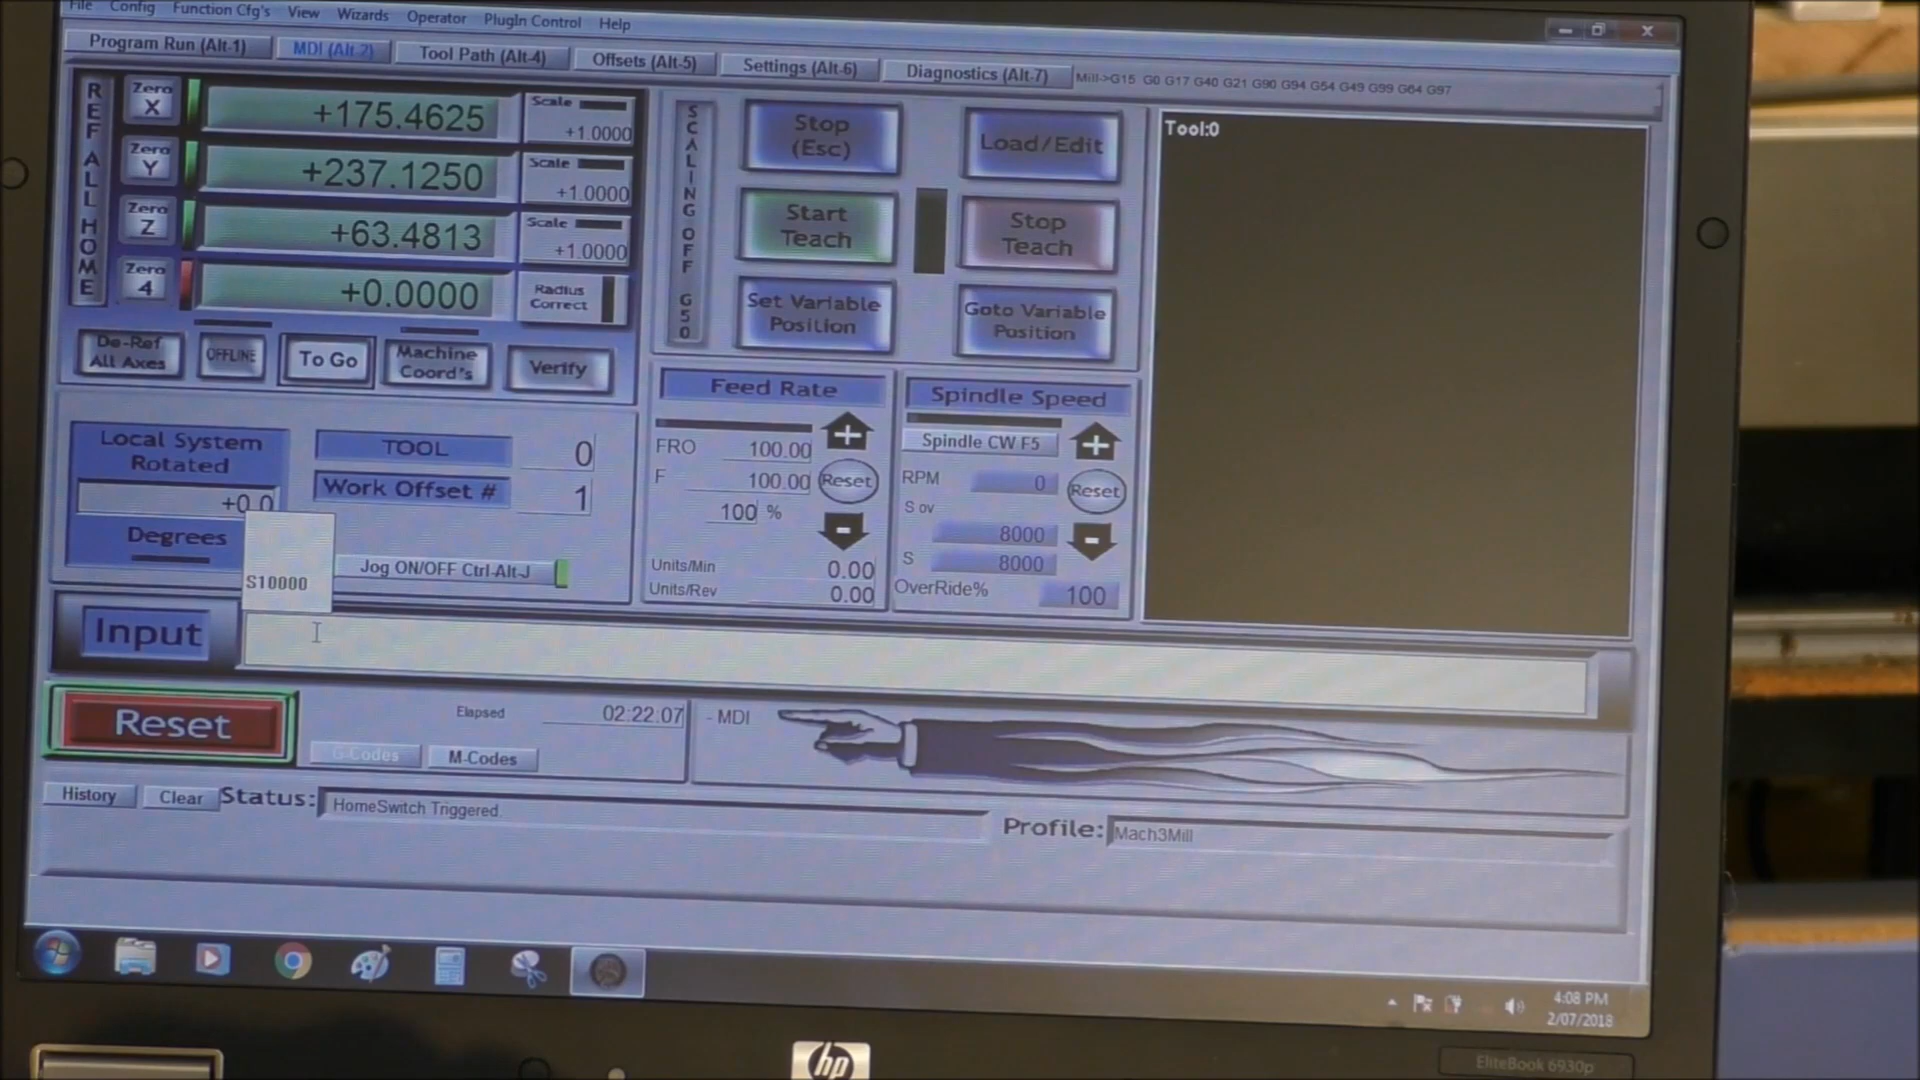 File Config Function Cfg's View Wizards Operator PlugIn Control Help
Program Run (Alt-1) MDI (Alt-2) Tool Path (Alt-4) Offsets (Alt-5) Settings (Alt-6) Diagnostics (Alt-7) Mill->G15 G0 G17 G40 G21 G90 G94 G54 G49 G99 G64 G97
REF ALL HOME
Zero X +175.4625 Scale +1.0000
Zero Y +237.1250 Scale +1.0000
Zero Z +63.4813 Scale +1.0000
Zero 4 +0.0000 Radius Correct
De-Ref All Axes OFFLINE To Go Machine Coord's Verify
SCALING OFF G50
Stop (Esc) Load/Edit
Start Teach Stop Teach
Set Variable Position Goto Variable Position
Tool:0
Local System Rotated
+0.0
Degrees
TOOL 0
Work Offset # 1
Jog ON/OFF Ctrl-Alt-J
S10000
Feed Rate
FRO 100.00
F 100.00
Reset
100 %
Units/Min 0.00
Units/Rev 0.00
Spindle Speed
Spindle CW F5
RPM 0
Reset
S ov
8000
S 8000
OverRide% 100
Input
Reset
Elapsed 02:22:07
G-Codes M-Codes
- MDI
History Clear Status: HomeSwitch Triggered.
Profile: Mach3Mill
4:08 PM
2/07/2018
hp
EliteBook 6930p